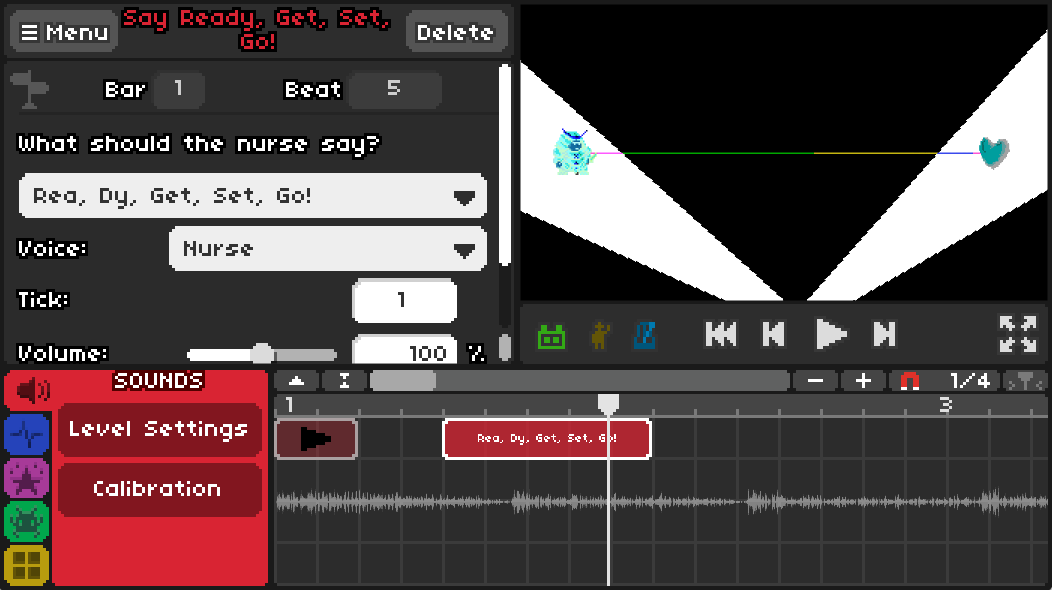 Menu
Say Ready, Get, Set,
Go!
Delete
Bar 1 Beat 5
What should the nurse say?
Rea, Dy, Get, Set, Go!
Voice: Nurse
Tick: 1
Volume: 100 %
SOUNDS
Level Settings
Calibration
1/4
1 3
Rea, Dy, Get, Set, Go!